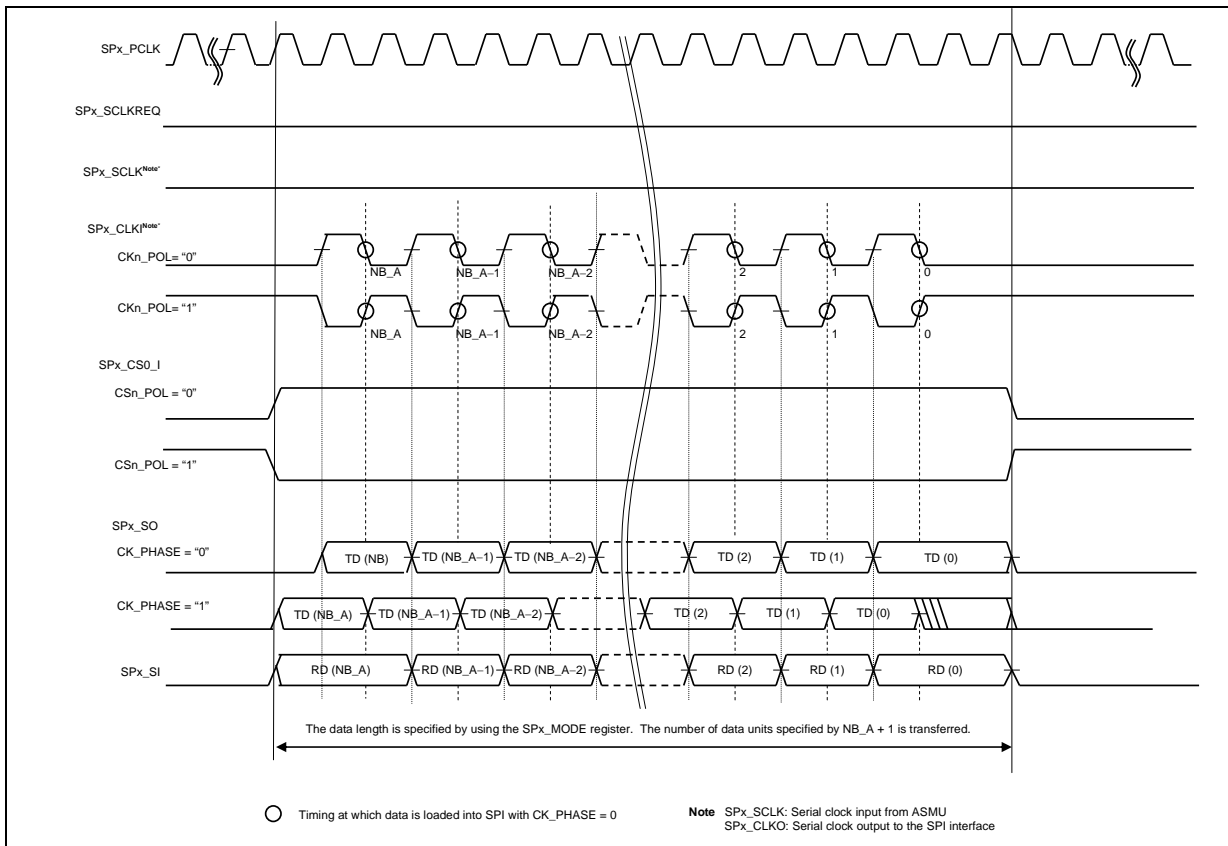 SPx_PCLK
SPx_SCLKREQ
SPx_SCLKNote*
SPx_CLKINote*
CKn_POL= “0”
NB_A NB_A−1 NB_A−2 2 1 0
CKn_POL= “1”
NB_A NB_A−1 NB_A−2 2 1 0
SPx_CS0_I
CSn_POL = “0”
CSn_POL = “1”
SPx_SO
CK_PHASE = “0” TD (NB) TD (NB_A−1) TD (NB_A−2) TD (2) TD (1) TD (0)
CK_PHASE = “1” TD (NB_A) TD (NB_A−1) TD (NB_A−2) TD (2) TD (1) TD (0)
SPx_SI RD (NB_A) RD (NB_A−1) RD (NB_A−2) RD (2) RD (1) RD (0)
The data length is specified by using the SPx_MODE register. The number of data units specified by NB_A + 1 is transferred.
Timing at which data is loaded into SPI with CK_PHASE = 0
Note SPx_SCLK: Serial clock input from ASMU
SPx_CLKO: Serial clock output to the SPI interface